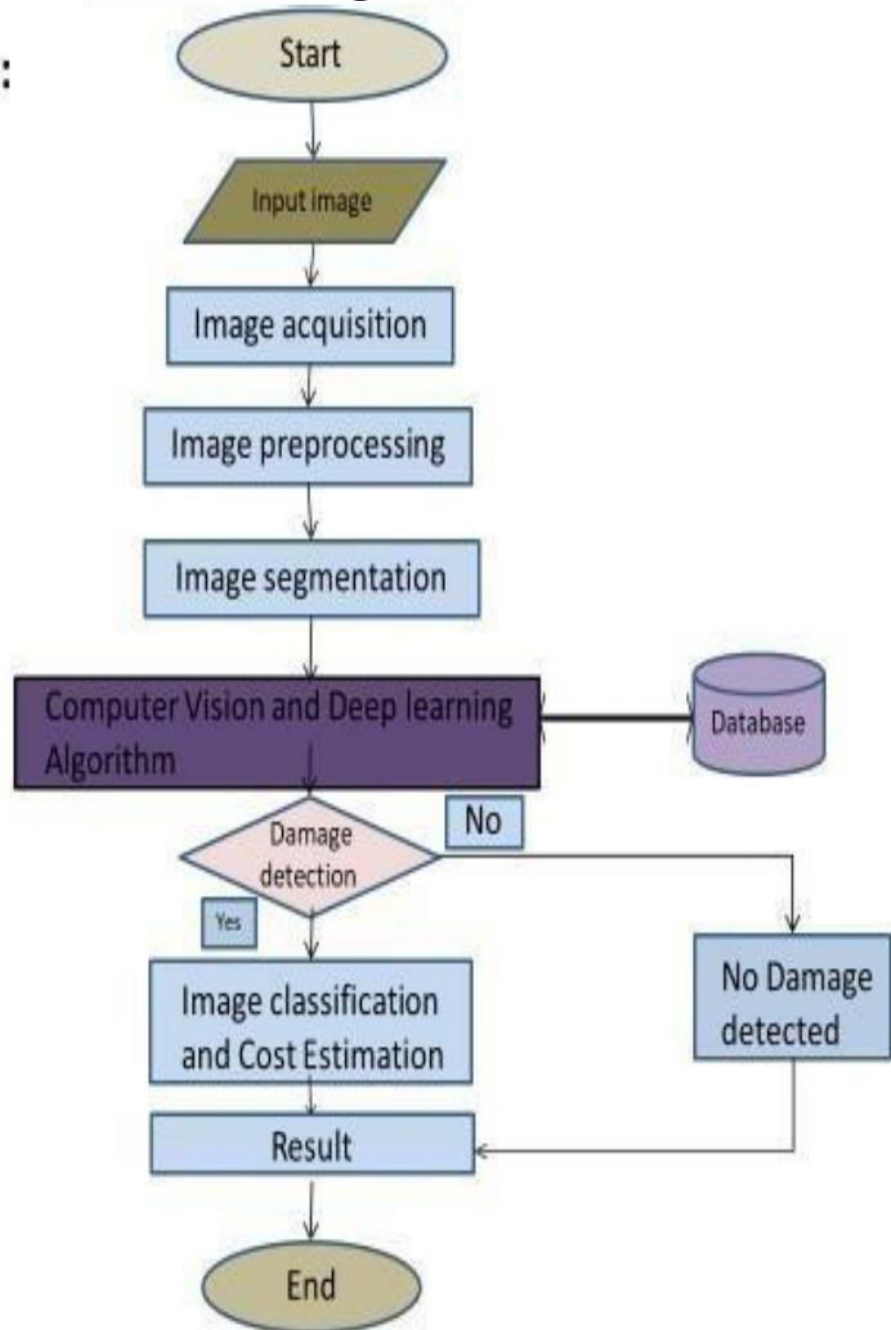 :
Start
Input image
Image acquisition
Image preprocessing
Image segmentation
Computer Vision and Deep learning
Algorithm
Database
Damage
detection
No
Yes
Image classification
and Cost Estimation
No Damage
detected
Result
End